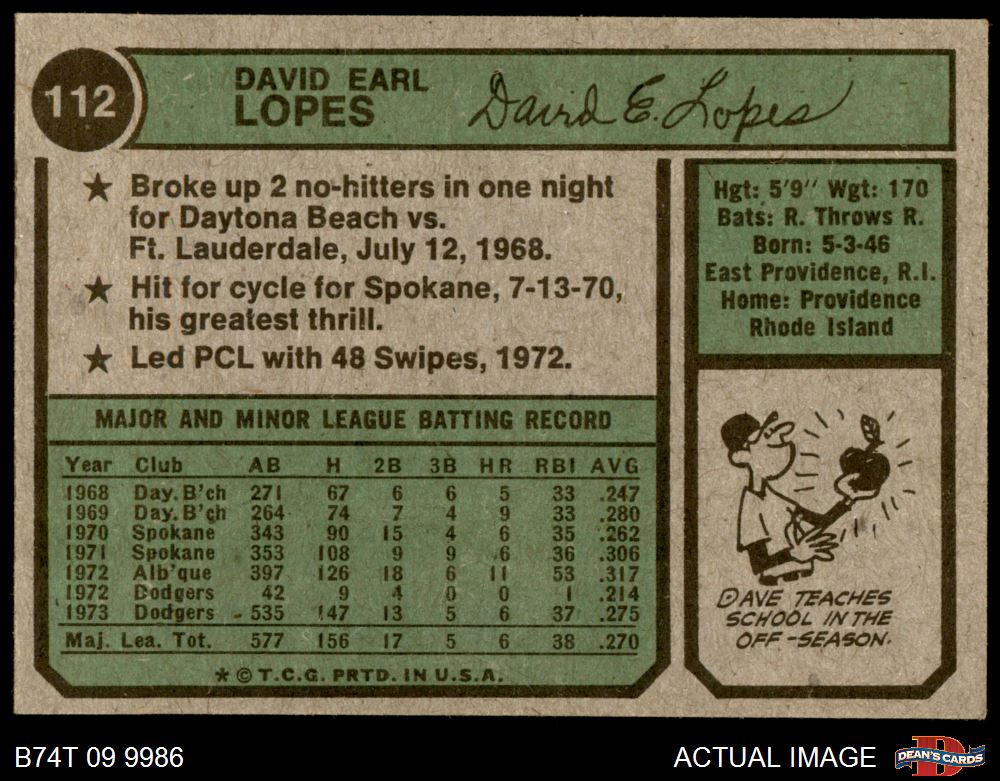 112
DAVID EARL
LOPES
David E. Lopes
★ Broke up 2 no-hitters in one night
for Daytona Beach vs.
Ft. Lauderdale, July 12, 1968.
★ Hit for cycle for Spokane, 7-13-70,
his greatest thrill.
★ Led PCL with 48 Swipes, 1972.
Hgt: 5'9" Wgt: 170
Bats: R. Throws R.
Born: 5-3-46
East Providence, R.I.
Home: Providence
Rhode Island
MAJOR AND MINOR LEAGUE BATTING RECORD
Year Club AB H 2B 3B HR RBI AVG
1968 Day. B'ch 271 67 6 6 5 33 .247
1969 Day. B'ch 264 74 7 4 9 33 .280
1970 Spokane 343 90 15 4 6 35 .262
1971 Spokane 353 108 9 9 6 36 .306
1972 Alb'que 397 126 18 6 11 53 .317
1972 Dodgers 42 9 4 0 0 1 .214
1973 Dodgers 535 147 13 5 6 37 .275
Maj. Lea. Tot. 577 156 17 5 6 38 .270
* © T.C.G. PRTD. IN U.S.A.
DAVE TEACHES
SCHOOL IN THE
OFF-SEASON.
B74T 09 9986
ACTUAL IMAGE
DEAN'S CARDS